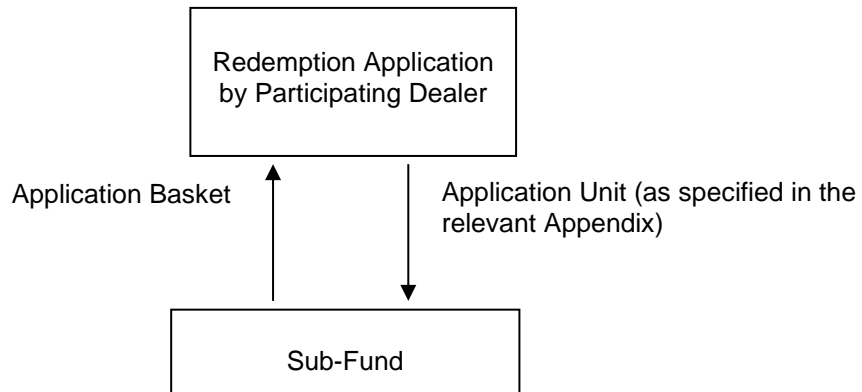 Redemption Application
by Participating Dealer
Application Basket
Application Unit (as specified in the
relevant Appendix)
Sub-Fund